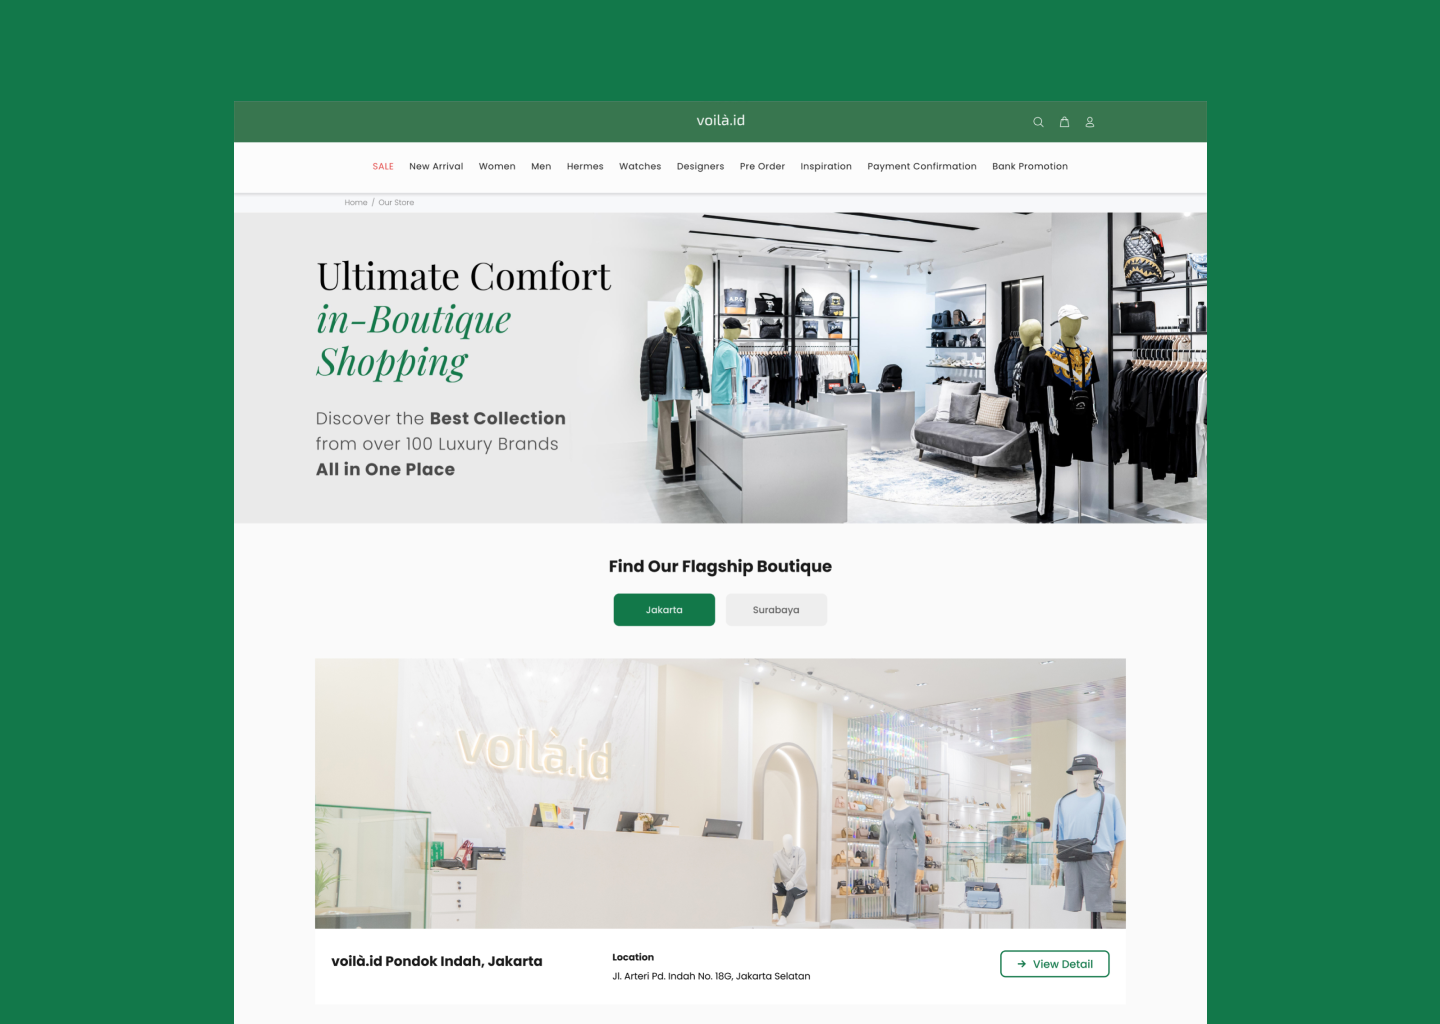 voilà.id
SALE New Arrival Women Men Hermes Watches Designers Pre Order Inspiration Payment Confirmation Bank Promotion
Home / Our Store
Ultimate Comfort
in-Boutique
Shopping
Discover the Best Collection
from over 100 Luxury Brands
All in One Place
A.P.C.
Find Our Flagship Boutique
Jakarta Surabaya
voilà.id
voilà.id Pondok Indah, Jakarta
Location
Jl. Arteri Pd. Indah No. 18G, Jakarta Selatan
→ View Detail